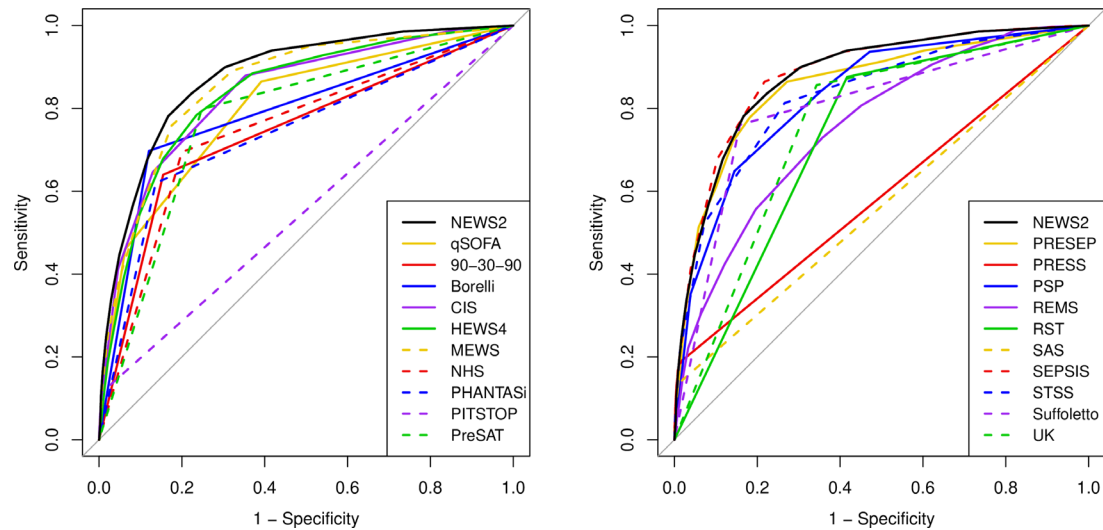 1.0
0.8
0.6
0.4
0.2
0.0
Sensitivity
NEWS2
qSOFA
90−30−90
Borelli
CIS
HEWS4
MEWS
NHS
PHANTASi
PITSTOP
PreSAT
0.0 0.2 0.4 0.6 0.8 1.0
1 − Specificity
1.0
0.8
0.6
0.4
0.2
0.0
Sensitivity
NEWS2
PRESEP
PRESS
PSP
REMS
RST
SAS
SEPSIS
STSS
Suffoletto
UK
0.0 0.2 0.4 0.6 0.8 1.0
1 − Specificity